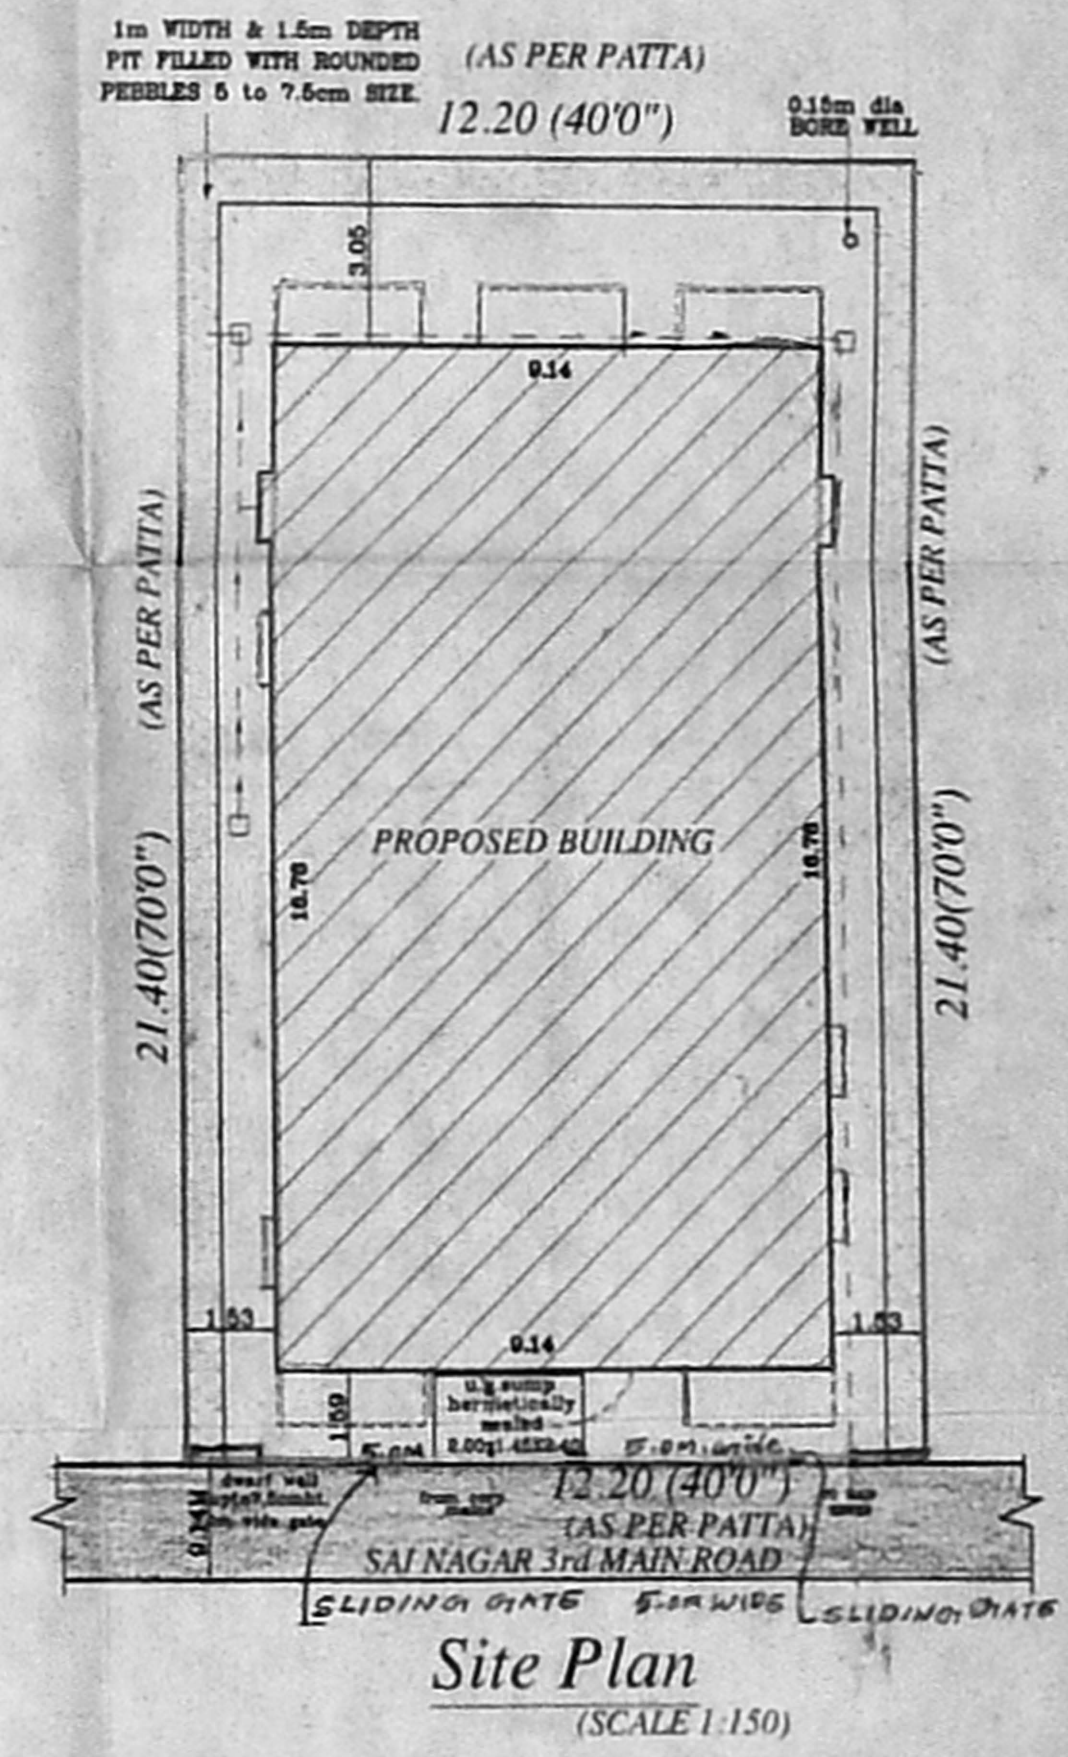 1m WIDTH & 1.5m DEPTH
PIT FILLED WITH ROUNDED
PEBBLES 5 to 7.5cm SIZE.
(AS PER PATTA)
12.20 (40'0")
0.15m dia
BORE WELL
3.05
9.14
(AS PER PATTA)
(AS PER PATTA)
PROPOSED BUILDING
16.76
16.76
21.40(70'0")
21.40(70'0")
1.53
1.53
9.14
1.59
u.g.sump
hermetically
sealed
wide
12.20 (40'0")
dwarf wall
wide gate
(AS PER PATTA)
SAI NAGAR 3rd MAIN ROAD
SLIDING GATE
WIDE
SLIDING GATE
Site Plan
(SCALE 1:150)